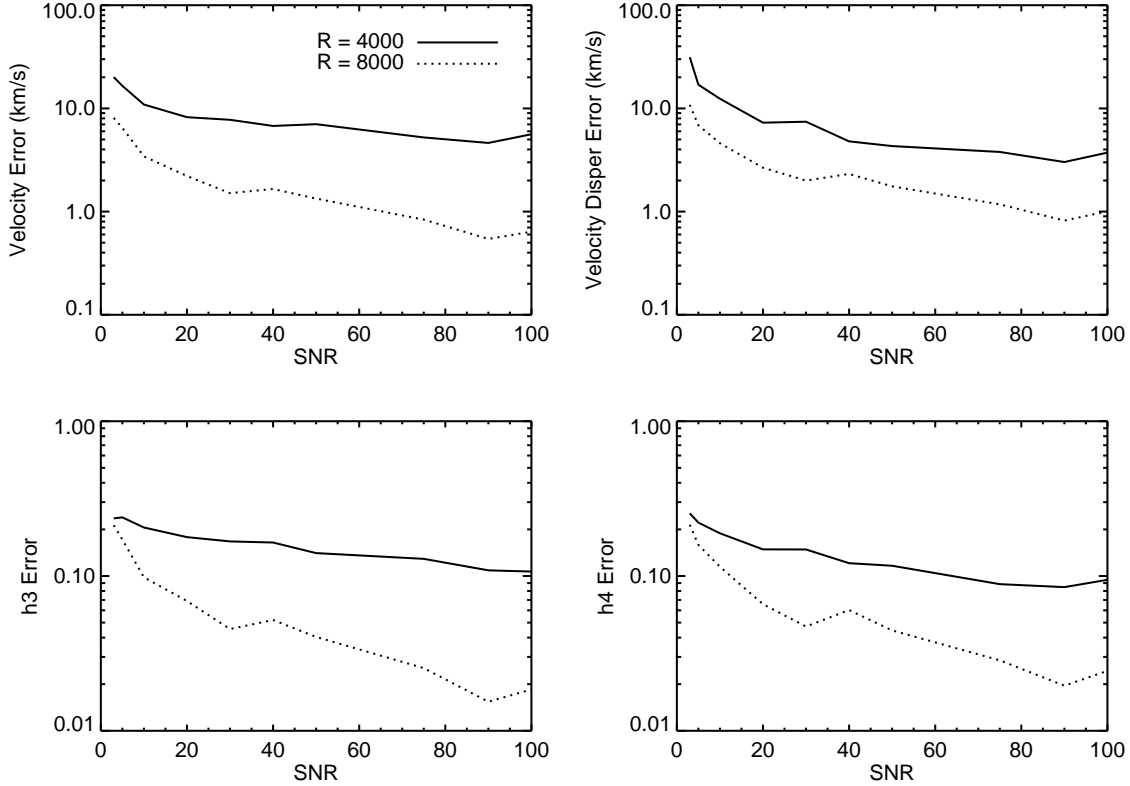 Velocity Error (km/s)
100.0
10.0
1.0
0.1
R = 4000
R = 8000
0 20 40 60 80 100
SNR
Velocity Disper Error (km/s)
100.0
10.0
1.0
0.1
0 20 40 60 80 100
SNR
h3 Error
1.00
0.10
0.01
0 20 40 60 80 100
SNR
h4 Error
1.00
0.10
0.01
0 20 40 60 80 100
SNR